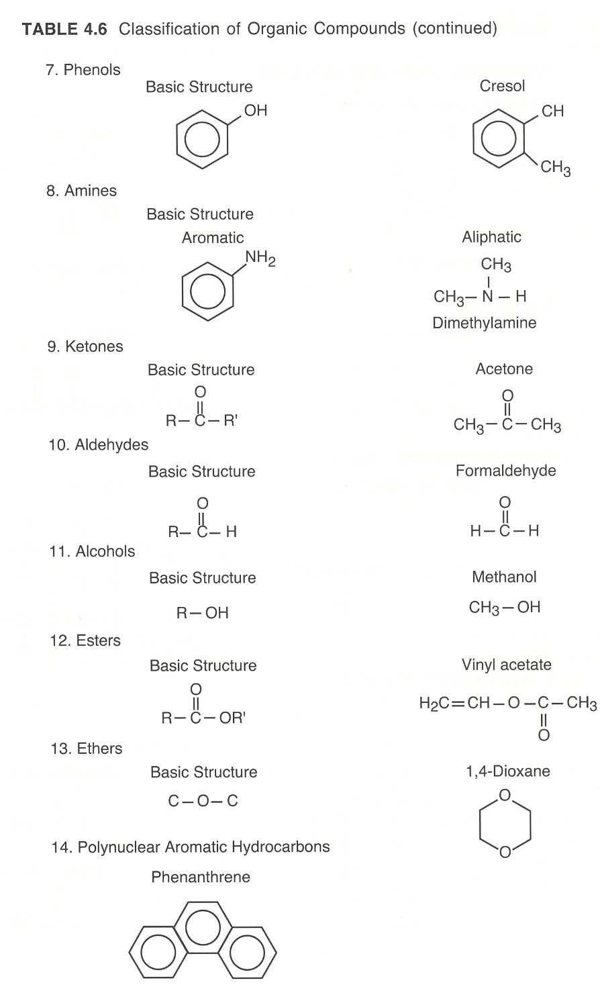 TABLE 4.6 Classification of Organic Compounds (continued)
7. Phenols
Basic Structure
Cresol
OH
CH
CH3
8. Amines
Basic Structure
Aromatic
Aliphatic
NH2
CH3
CH3– N – H
Dimethylamine
9. Ketones
Basic Structure
Acetone
O
O
R– C – R'
CH3– C – CH3
10. Aldehydes
Basic Structure
Formaldehyde
O
O
R– C – H
H – C – H
11. Alcohols
Basic Structure
Methanol
R – OH
CH3 – OH
12. Esters
Basic Structure
Vinyl acetate
O
R – C – OR'
H2C=CH – O – C – CH3
O
13. Ethers
Basic Structure
1,4-Dioxane
C – O – C
O
O
14. Polynuclear Aromatic Hydrocarbons
Phenanthrene